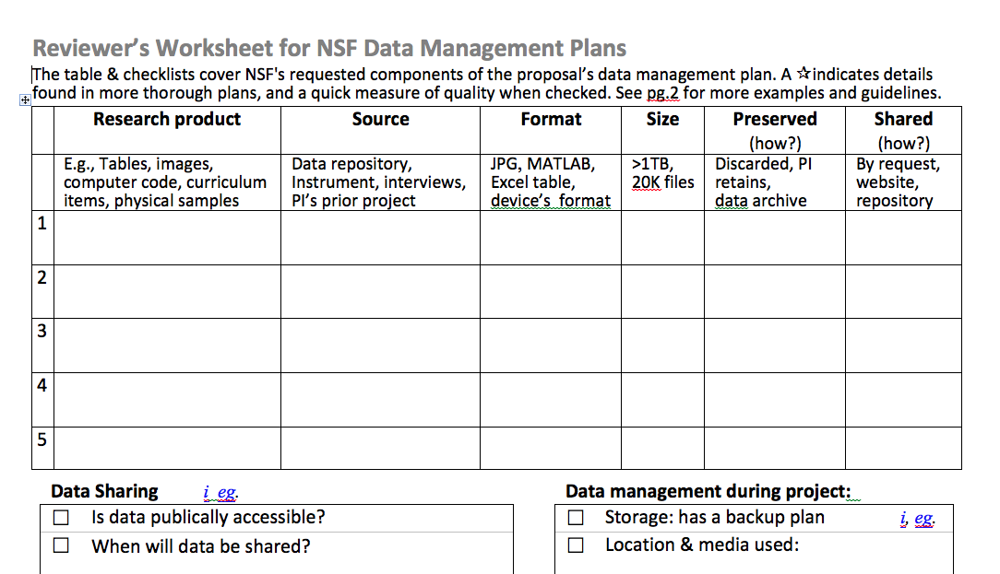 Reviewer's Worksheet for NSF Data Management Plans
The table & checklists cover NSF's requested components of the proposal's data management plan. A ☆indicates details
found in more thorough plans, and a quick measure of quality when checked. See pg.2 for more examples and guidelines.
Research product Source Format Size Preserved Shared
(how?) (how?)
E.g., Tables, images, Data repository, JPG, MATLAB, >1TB, Discarded, PI By request,
computer code, curriculum Instrument, interviews, Excel table, 20K files retains, website,
items, physical samples PI's prior project device's format data archive repository
1
2
3
4
5
Data Sharing i eg. Data management during project:
☐ Is data publically accessible? ☐ Storage: has a backup plan i, eg.
☐ When will data be shared? ☐ Location & media used: